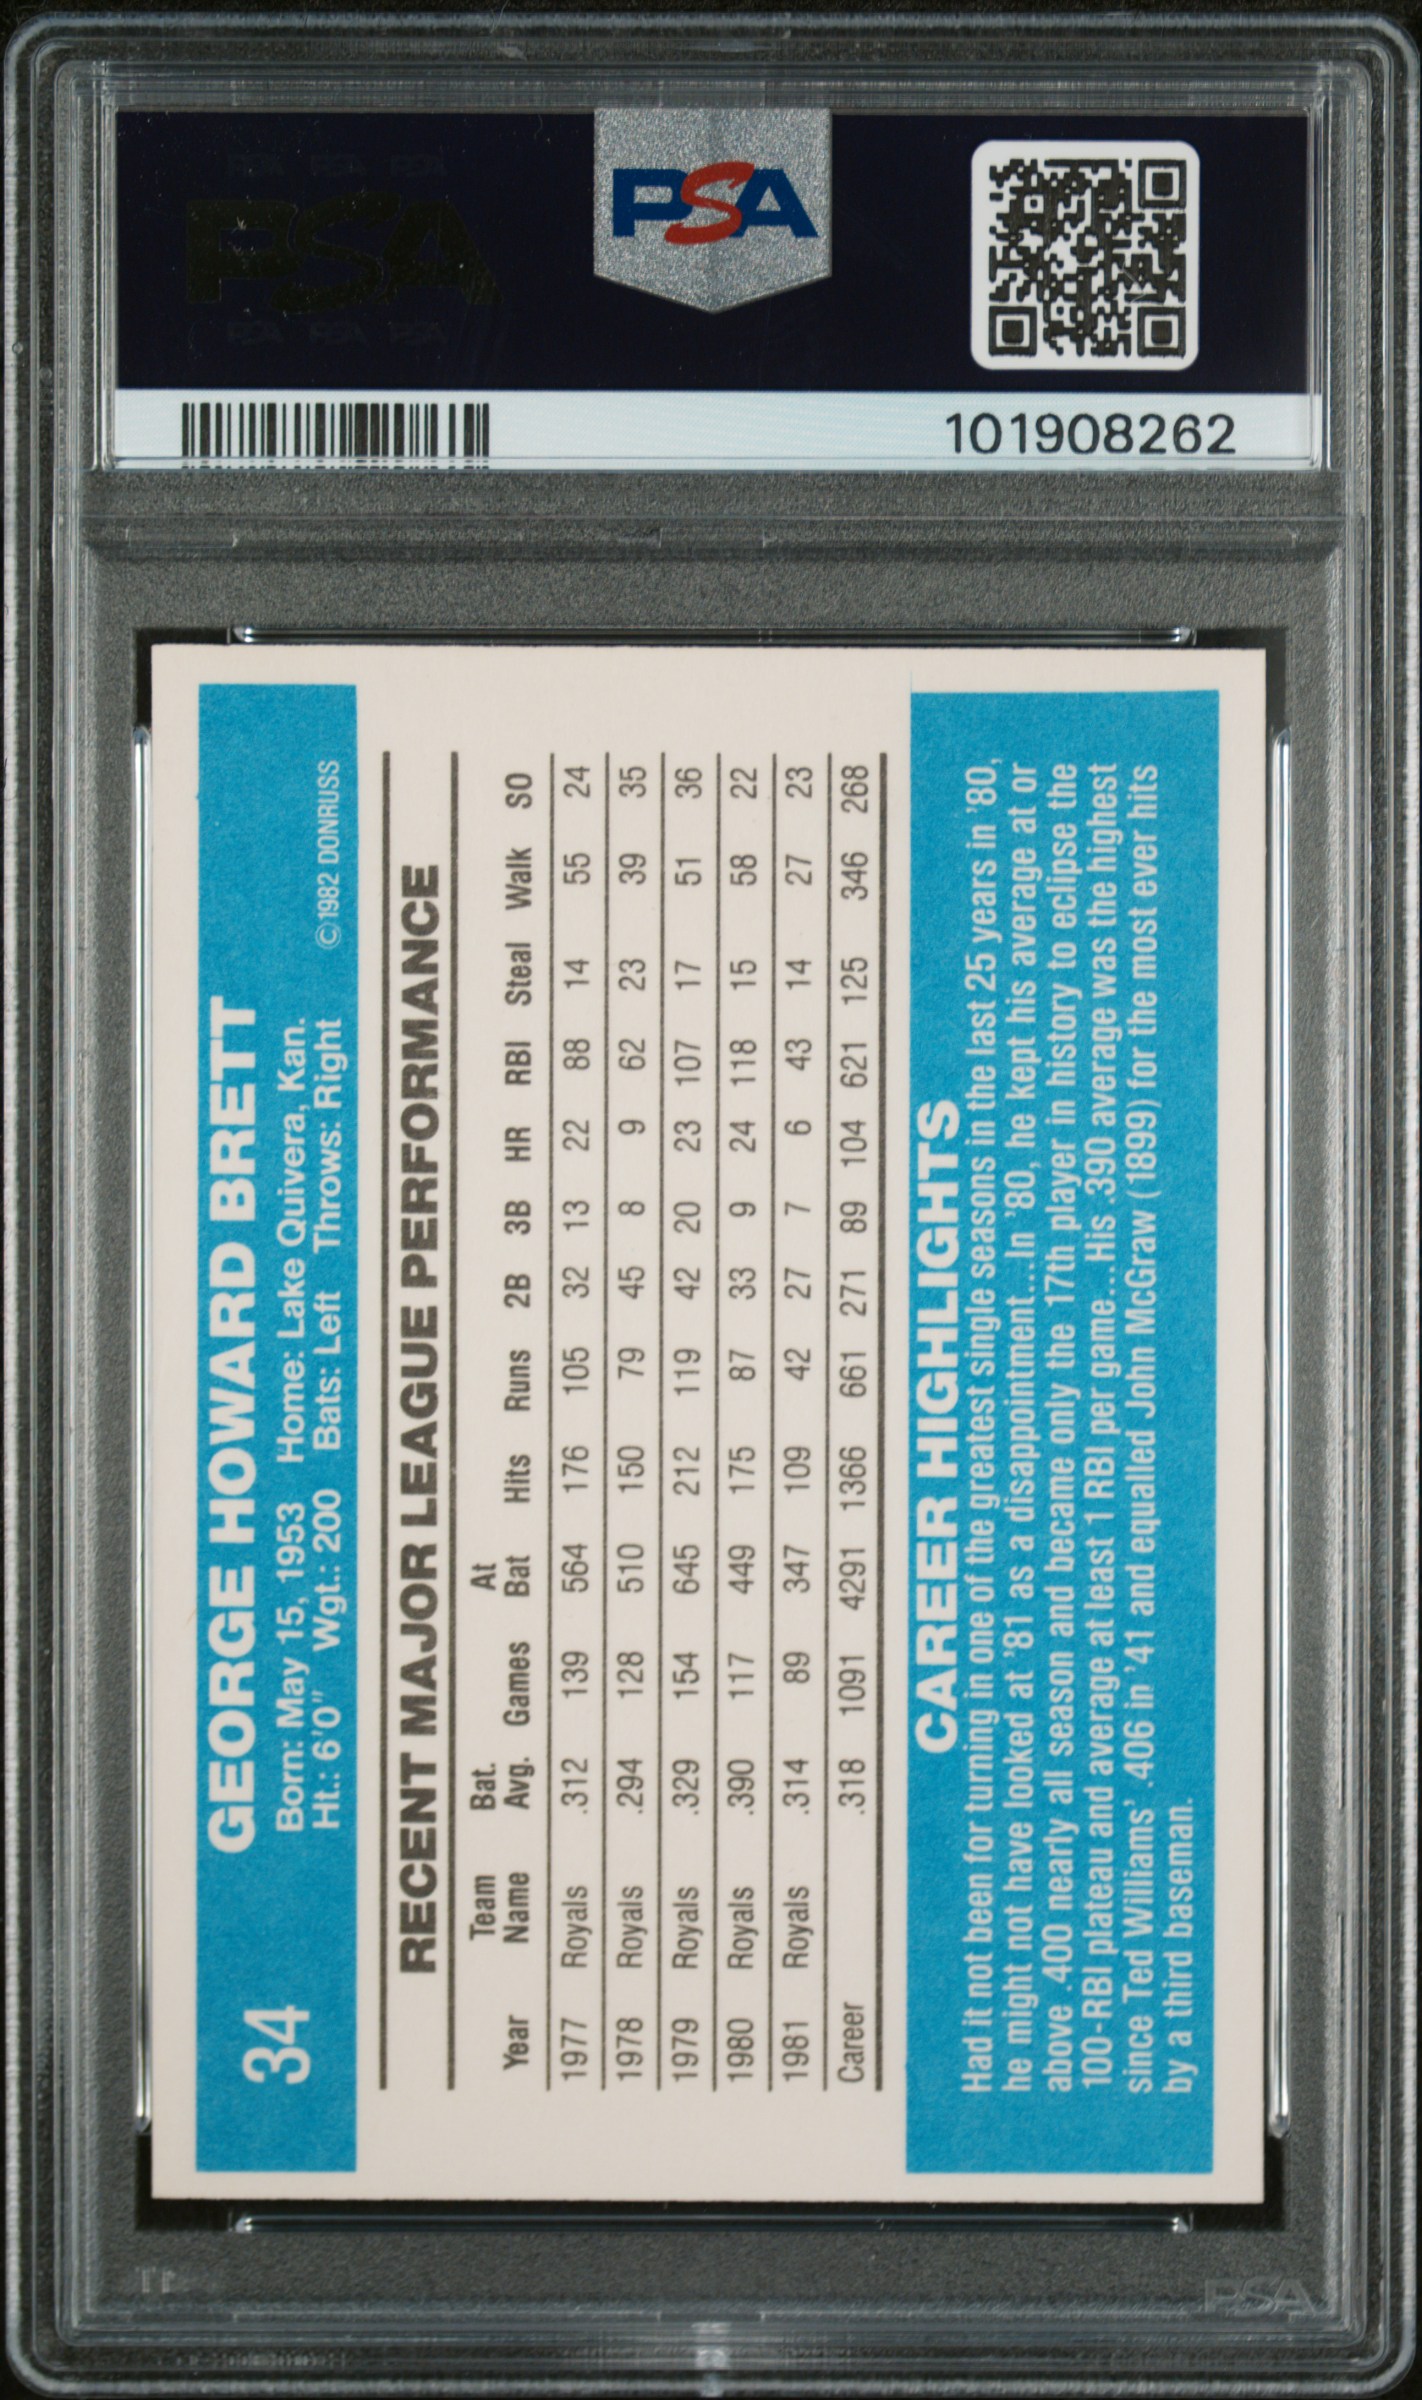 PSA
101908262
34
GEORGE HOWARD BRETT
Born: May 15, 1953 Home: Lake Quivera, Kan.
Ht.: 6'0" Wgt.: 200 Bats: Left Throws: Right ©1982 DONRUSS
RECENT MAJOR LEAGUE PERFORMANCE
Year Team Name Bat. Avg. Games At Bat Hits Runs 2B 3B HR RBI Steal Walk SO
1977 Royals .312 139 564 176 105 32 13 22 88 14 55 24
1978 Royals .294 128 510 150 79 45 8 9 62 23 39 35
1979 Royals .329 154 645 212 119 42 20 23 107 17 51 36
1980 Royals .390 117 449 175 87 33 9 24 118 15 58 22
1981 Royals .314 89 347 109 42 27 7 6 43 14 27 23
Career .318 1091 4291 1366 661 271 89 104 621 125 346 268
CAREER HIGHLIGHTS
Had it not been for turning in one of the greatest single seasons in the last 25 years in '80,
he might not have looked at '81 as a disappointment...In '80, he kept his average at or
above .400 nearly all season and became only the 17th player in history to eclipse the
100-RBI plateau and average at least 1 RBI per game...His .390 average was the highest
since Ted Williams' .406 in '41 and equalled John McGraw (1899) for the most ever hits
by a third baseman.
PSA PSA PSA
PSA
PSA PSA PSA
PSA